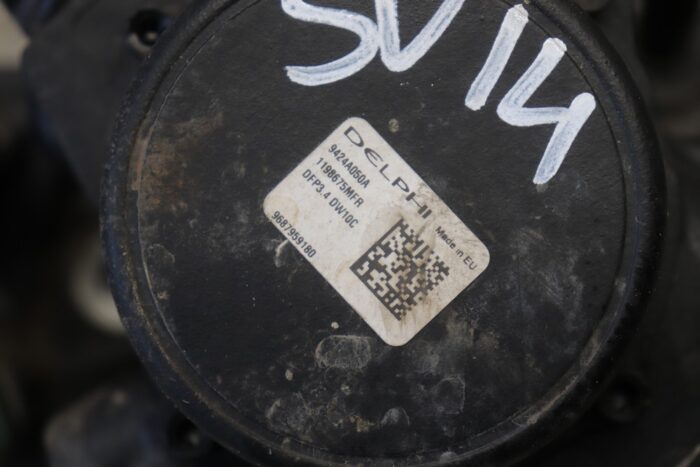 SV14
DELPHI
9424A050A
1198675MFR
DFP3.4 DW10C
9687959180
Made in EU